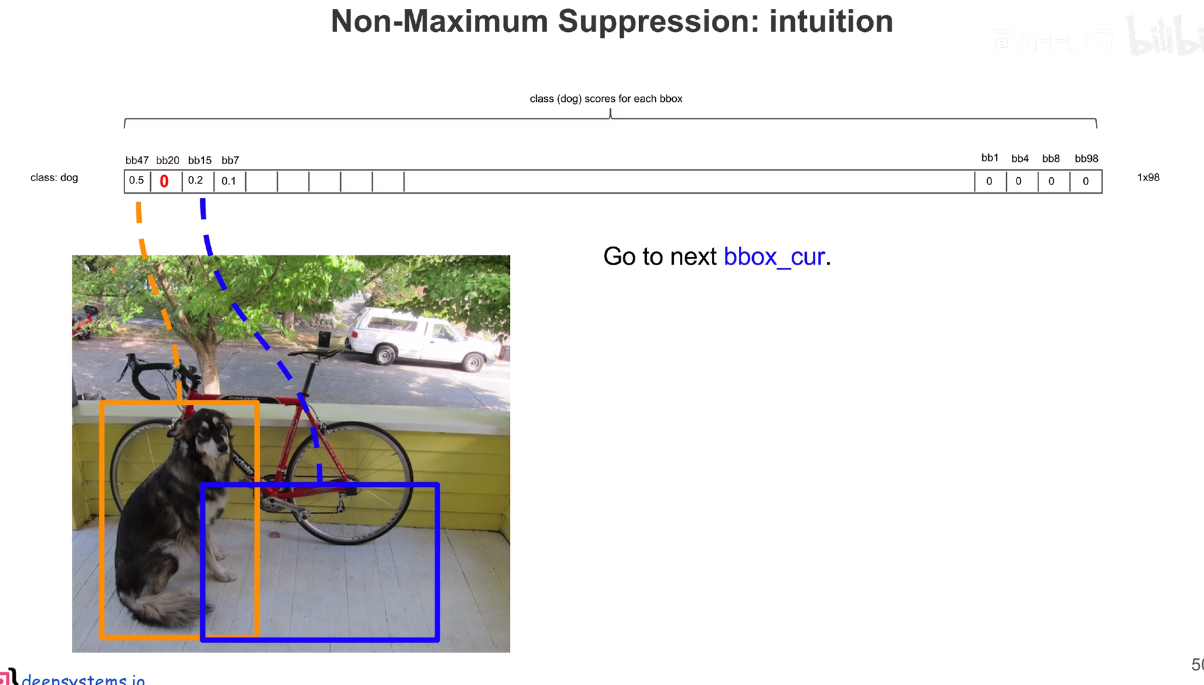 Non-Maximum Suppression: intuition
class (dog) scores for each bbox
bb47 bb20 bb15 bb7 bb1 bb4 bb8 bb98
class: dog 0.5 0 0.2 0.1 0 0 0 0 1x98
Go to next bbox_cur.
deepsystems.io